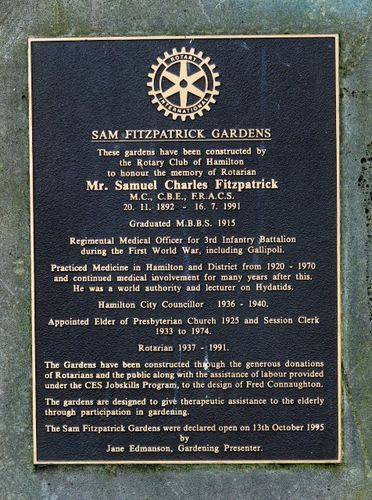 ROTARY
INTERNATIONAL
SAM FITZPATRICK GARDENS
These gardens have been constructed by
the Rotary Club of Hamilton
to honour the memory of Rotarian
Mr. Samuel Charles Fitzpatrick
M.C., C.B.E., F.R.A.C.S.
20. 11. 1892 - 16. 7. 1991
Graduated M.B.B.S. 1915
Regimental Medical Officer for 3rd Infantry Battalion
during the First World War, including Gallipoli.
Practiced Medicine in Hamilton and District from 1920 - 1970
and continued medical involvement for many years after this.
He was a world authority and lecturer on Hydatids.
Hamilton City Councillor 1936 - 1940.
Appointed Elder of Presbyterian Church 1925 and Session Clerk
1933 to 1974.
Rotarian 1937 - 1991.
The Gardens have been constructed through the generous donations
of Rotarians and the public along with the assistance of labour provided
under the CES Jobskills Program, to the design of Fred Connaughton.
The gardens are designed to give therapeutic assistance to the elderly
through participation in gardening.
The Sam Fitzpatrick Gardens were declared open on 13th October 1995
by
Jane Edmanson, Gardening Presenter.